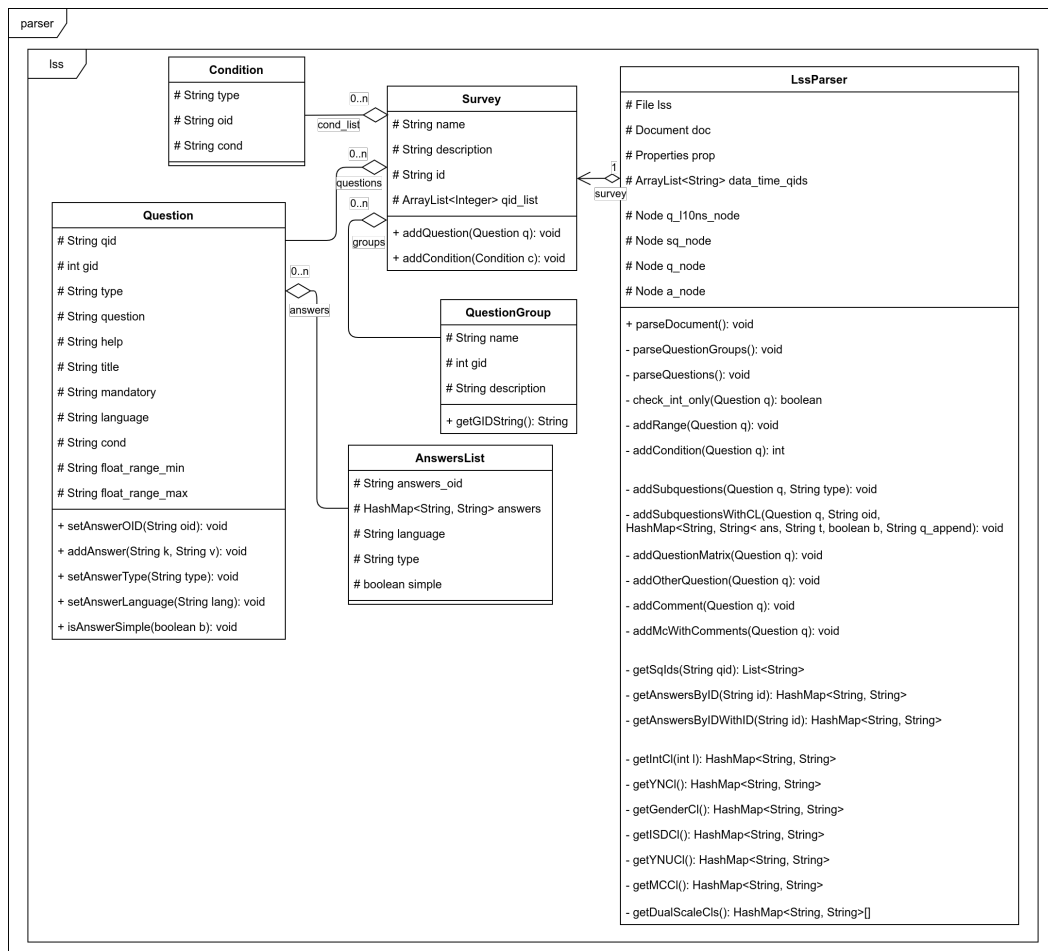 parser
lss
Condition
# String type
# String oid
# String cond
0..n
cond_list
0..n
questions
0..n
groups
Survey
# String name
# String description
# String id
# ArrayList<Integer> qid_list
+ addQuestion(Question q): void
+ addCondition(Condition c): void
1
survey
Question
# String qid
# int gid
# String type
# String question
# String help
# String title
# String mandatory
# String language
# String cond
# String float_range_min
# String float_range_max
+ setAnswerOID(String oid): void
+ addAnswer(String k, String v): void
+ setAnswerType(String type): void
+ setAnswerLanguage(String lang): void
+ isAnswerSimple(boolean b): void
0..n
answers
QuestionGroup
# String name
# int gid
# String description
+ getGIDString(): String
AnswersList
# String answers_oid
# HashMap<String, String> answers
# String language
# String type
# boolean simple
LssParser
# File lss
# Document doc
# Properties prop
# ArrayList<String> data_time_qids
# Node q_l10ns_node
# Node sq_node
# Node q_node
# Node a_node
+ parseDocument(): void
- parseQuestionGroups(): void
- parseQuestions(): void
- check_int_only(Question q): boolean
- addRange(Question q): void
- addCondition(Question q): int
- addSubquestions(Question q, String type): void
- addSubquestionsWithCL(Question q, String oid,
HashMap<String, String< ans, String t, boolean b, String q_append): void
- addQuestionMatrix(Question q): void
- addOtherQuestion(Question q): void
- addComment(Question q): void
- addMcWithComments(Question q): void
- getSqIds(String qid): List<String>
- getAnswersByID(String id): HashMap<String, String>
- getAnswersByIDWithID(String id): HashMap<String, String>
- getIntCl(int l): HashMap<String, String>
- getYNCl(): HashMap<String, String>
- getGenderCl(): HashMap<String, String>
- getISDCl(): HashMap<String, String>
- getYNUCl(): HashMap<String, String>
- getMCCl(): HashMap<String, String>
- getDualScaleCls(): HashMap<String, String>[]